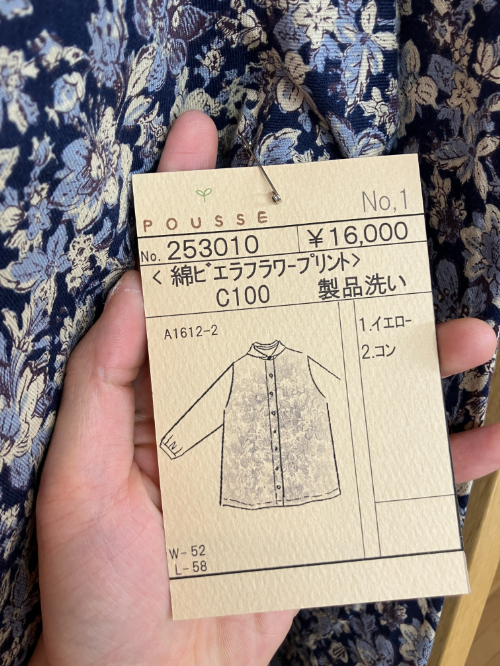 No,1
POUSSE
No. 253010 ¥16,000
<綿ﾋﾞエラフラワープリント>
C100 製品洗い
A1612-2
1.イエロー
2.コン
W-52
L-58